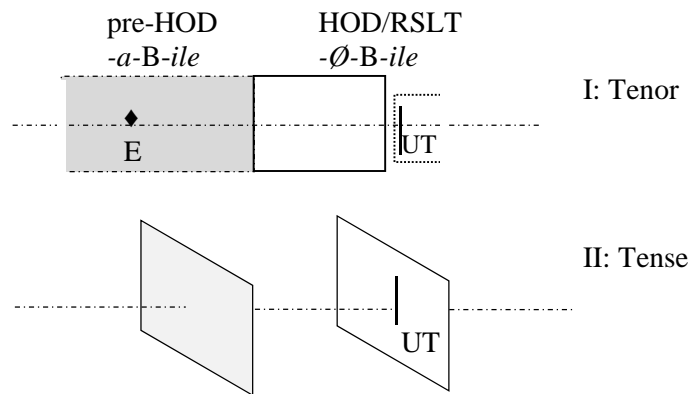 pre-HOD HOD/RSLT
-a-B-ile -Ø-B-ile
I: Tenor
E
UT
II: Tense
UT